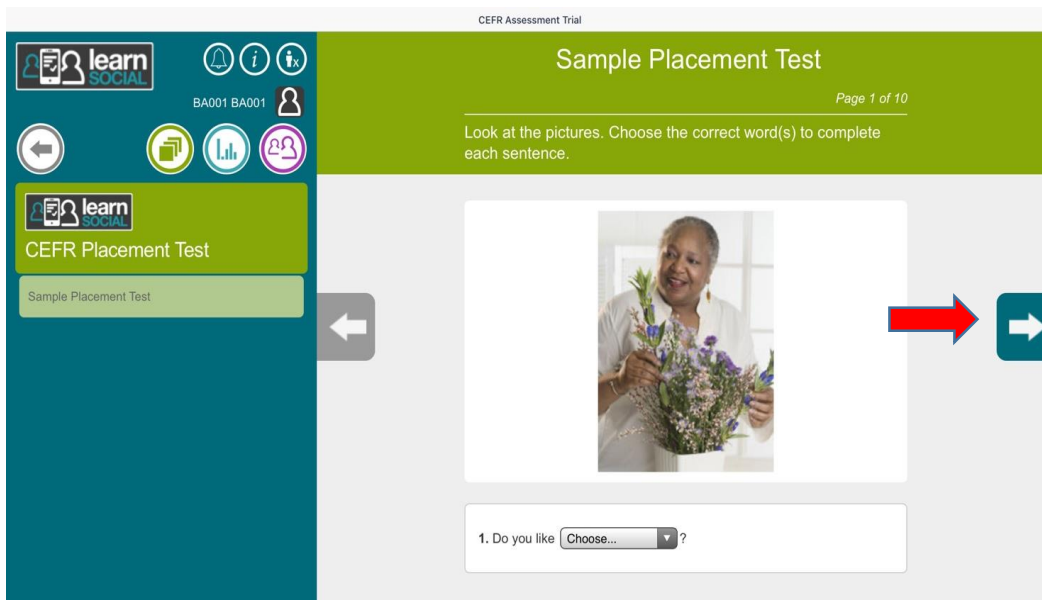 CEFR Assessment Trial
learn
SOCIAL
i
x
BA001 BA001
learn
SOCIAL
CEFR Placement Test
Sample Placement Test
Sample Placement Test
Page 1 of 10
Look at the pictures. Choose the correct word(s) to complete
each sentence.
1. Do you like Choose... ?